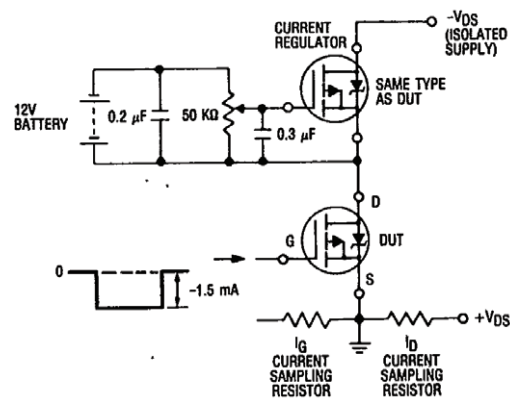 -VDS
(ISOLATED
SUPPLY)
CURRENT
REGULATOR
SAME TYPE
AS DUT
12V
BATTERY
0.2 µF
50 KΩ
0.3 µF
D
G
DUT
S
0
-1.5 mA
+VDS
IG
CURRENT
SAMPLING
RESISTOR
ID
CURRENT
SAMPLING
RESISTOR